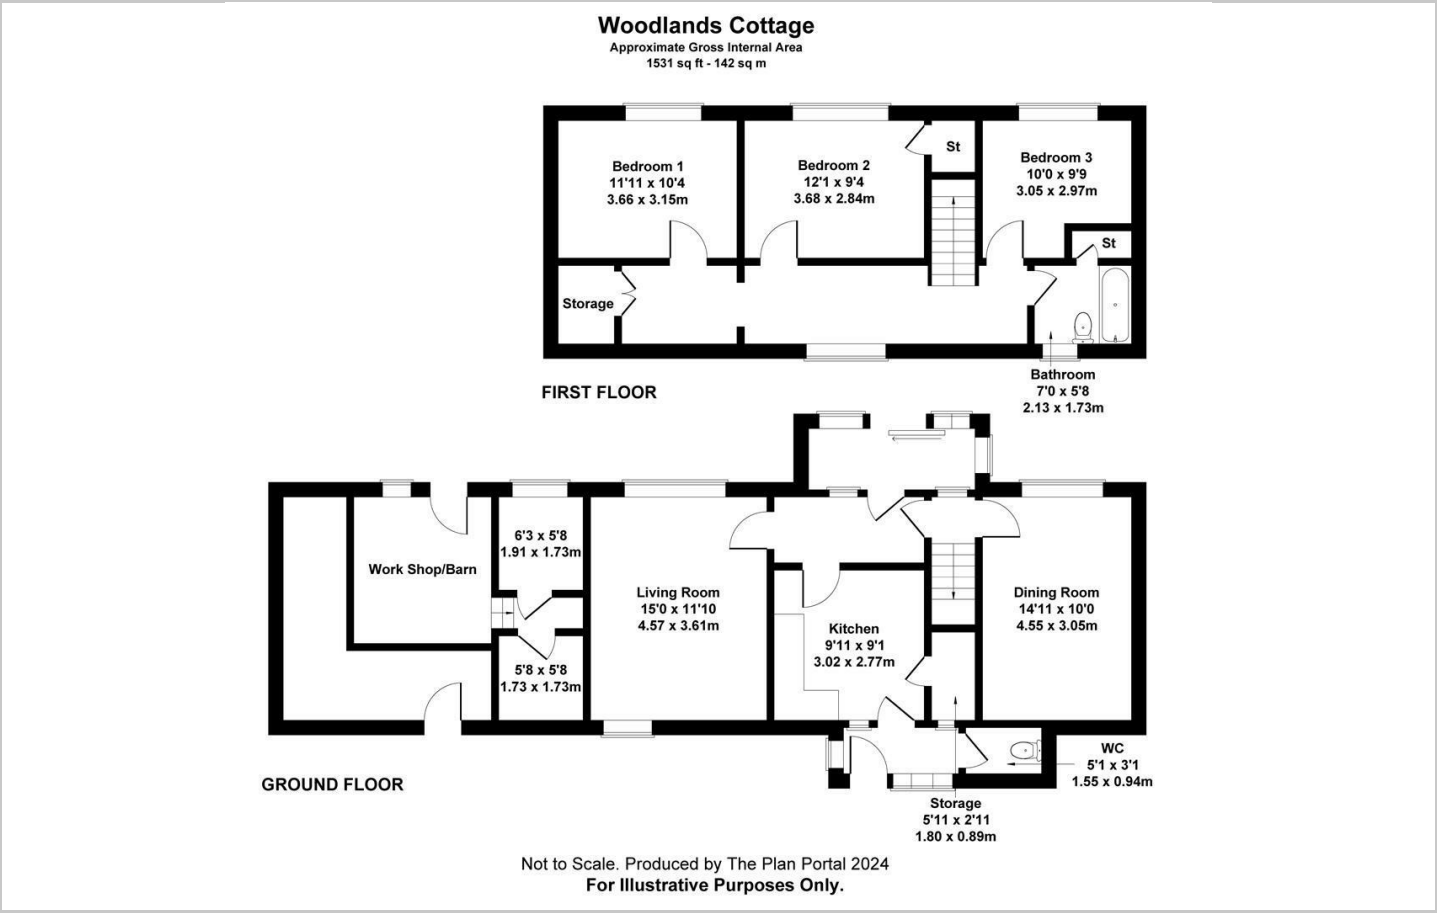 Woodlands Cottage
Approximate Gross Internal Area
1531 sq ft - 142 sq m
Bedroom 1
11'11 x 10'4
3.66 x 3.15m
Bedroom 2
12'1 x 9'4
3.68 x 2.84m
St
Bedroom 3
10'0 x 9'9
3.05 x 2.97m
St
Storage
Bathroom
7'0 x 5'8
2.13 x 1.73m
FIRST FLOOR
Work Shop/Barn
6'3 x 5'8
1.91 x 1.73m
5'8 x 5'8
1.73 x 1.73m
Living Room
15'0 x 11'10
4.57 x 3.61m
Kitchen
9'11 x 9'1
3.02 x 2.77m
Dining Room
14'11 x 10'0
4.55 x 3.05m
WC
5'1 x 3'1
1.55 x 0.94m
Storage
5'11 x 2'11
1.80 x 0.89m
GROUND FLOOR
Not to Scale. Produced by The Plan Portal 2024
For Illustrative Purposes Only.